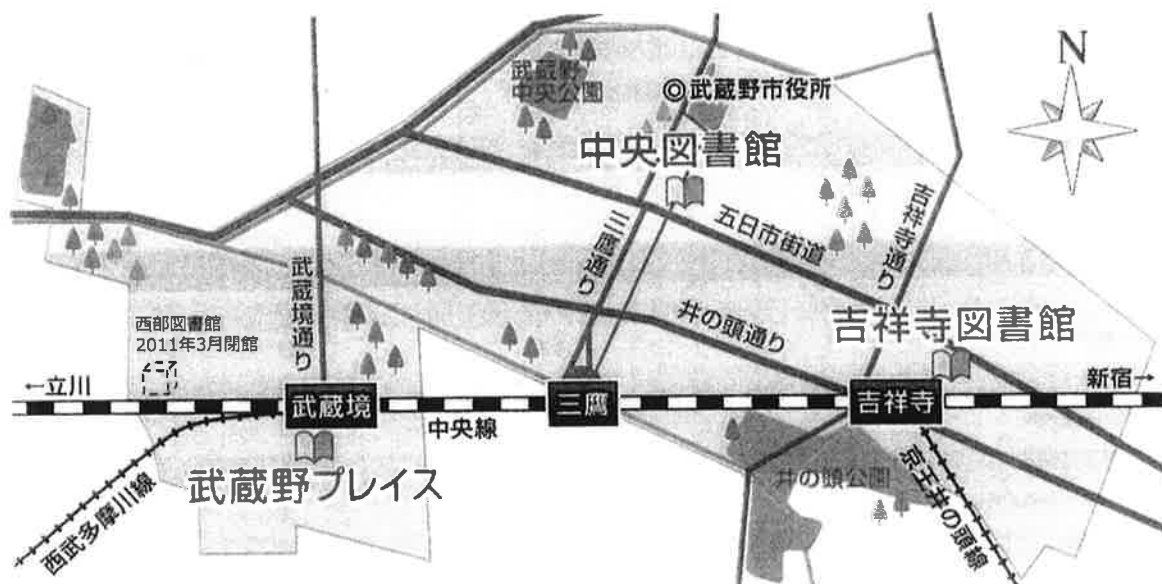 N
武蔵野
中央公園
◎武蔵野市役所
中央図書館
三鷹通り
五日市街道
吉祥寺通り
武蔵境通り
井の頭通り
吉祥寺図書館
西部図書館
2011年3月閉館
←立川
武蔵境
中央線
三鷹
吉祥寺
新宿→
武蔵野プレイス
西武多摩川線
井の頭公園
京王井の頭線